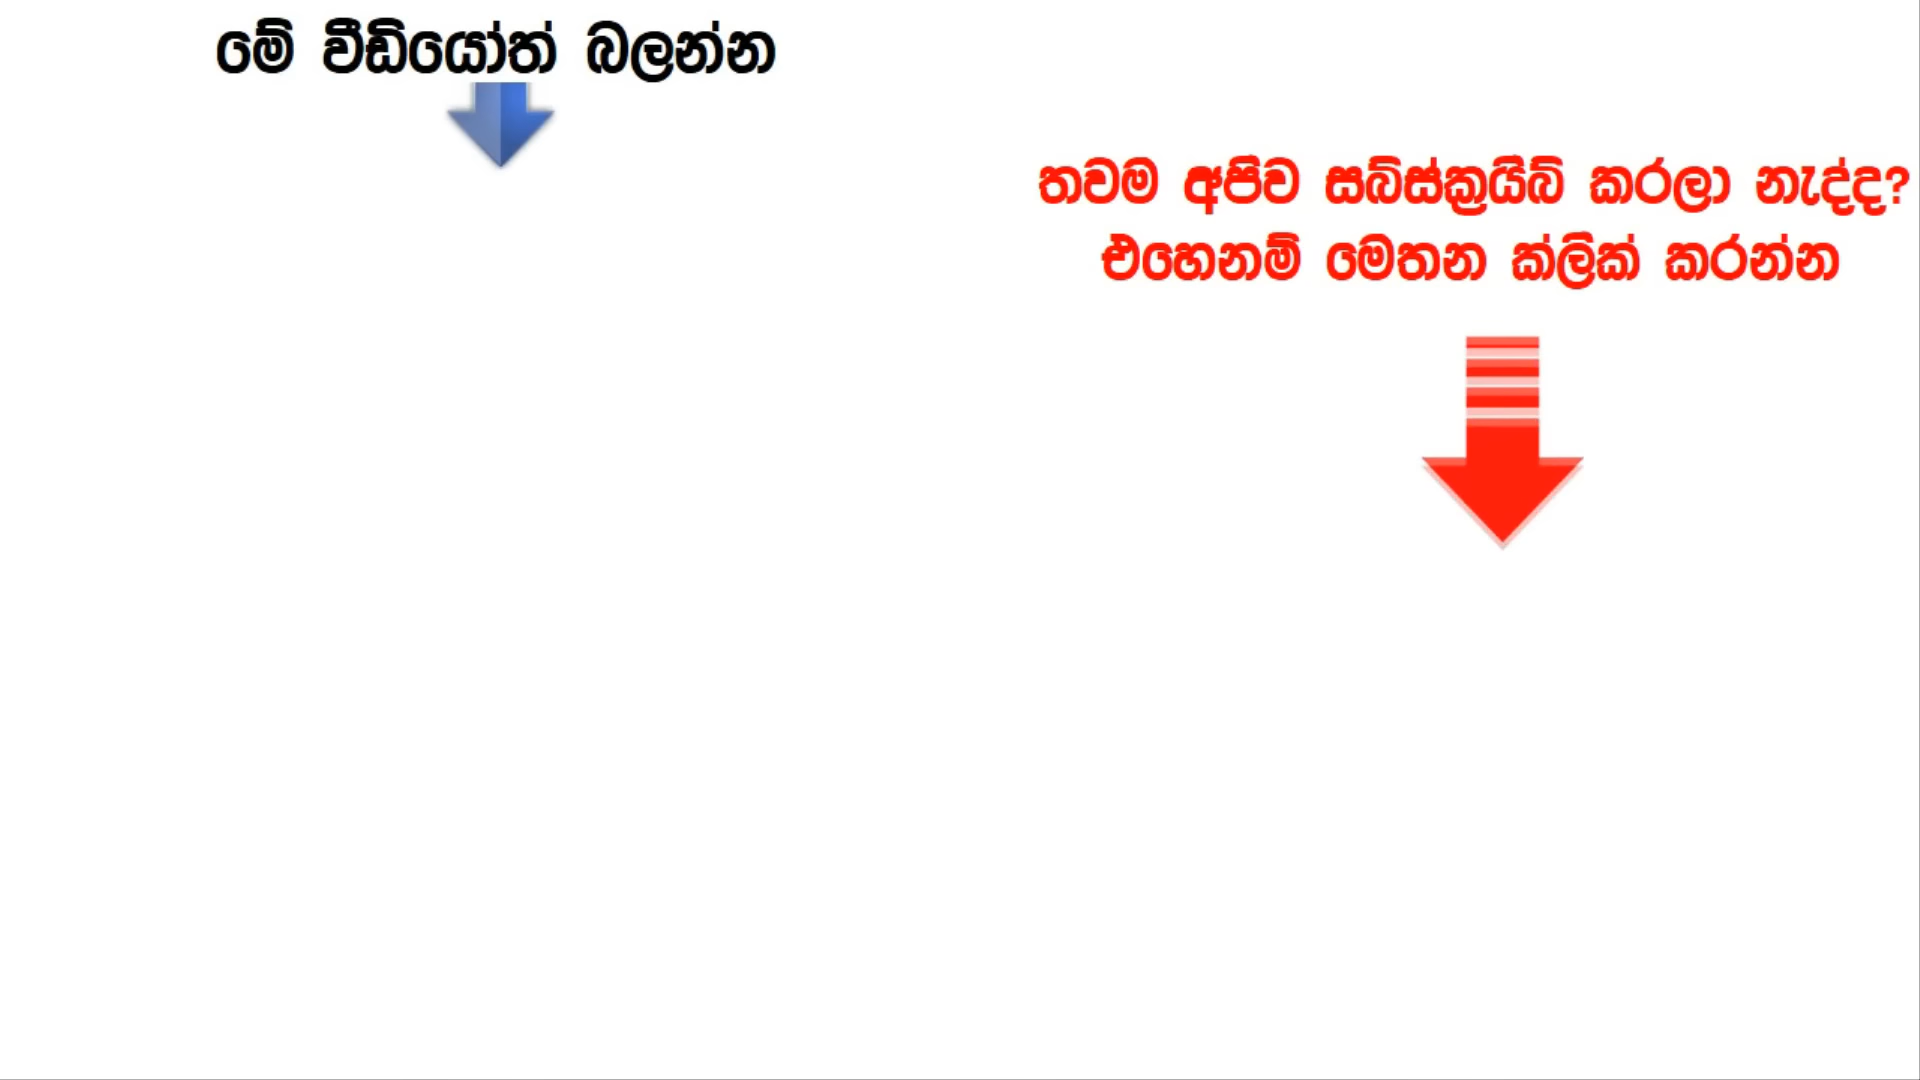 මේ වීඩියෝත් බලන්න
තවම අපිව සබ්ස්ක්‍රයිබ් කරලා නැද්ද?
එහෙනම් මෙතන ක්ලික් කරන්න